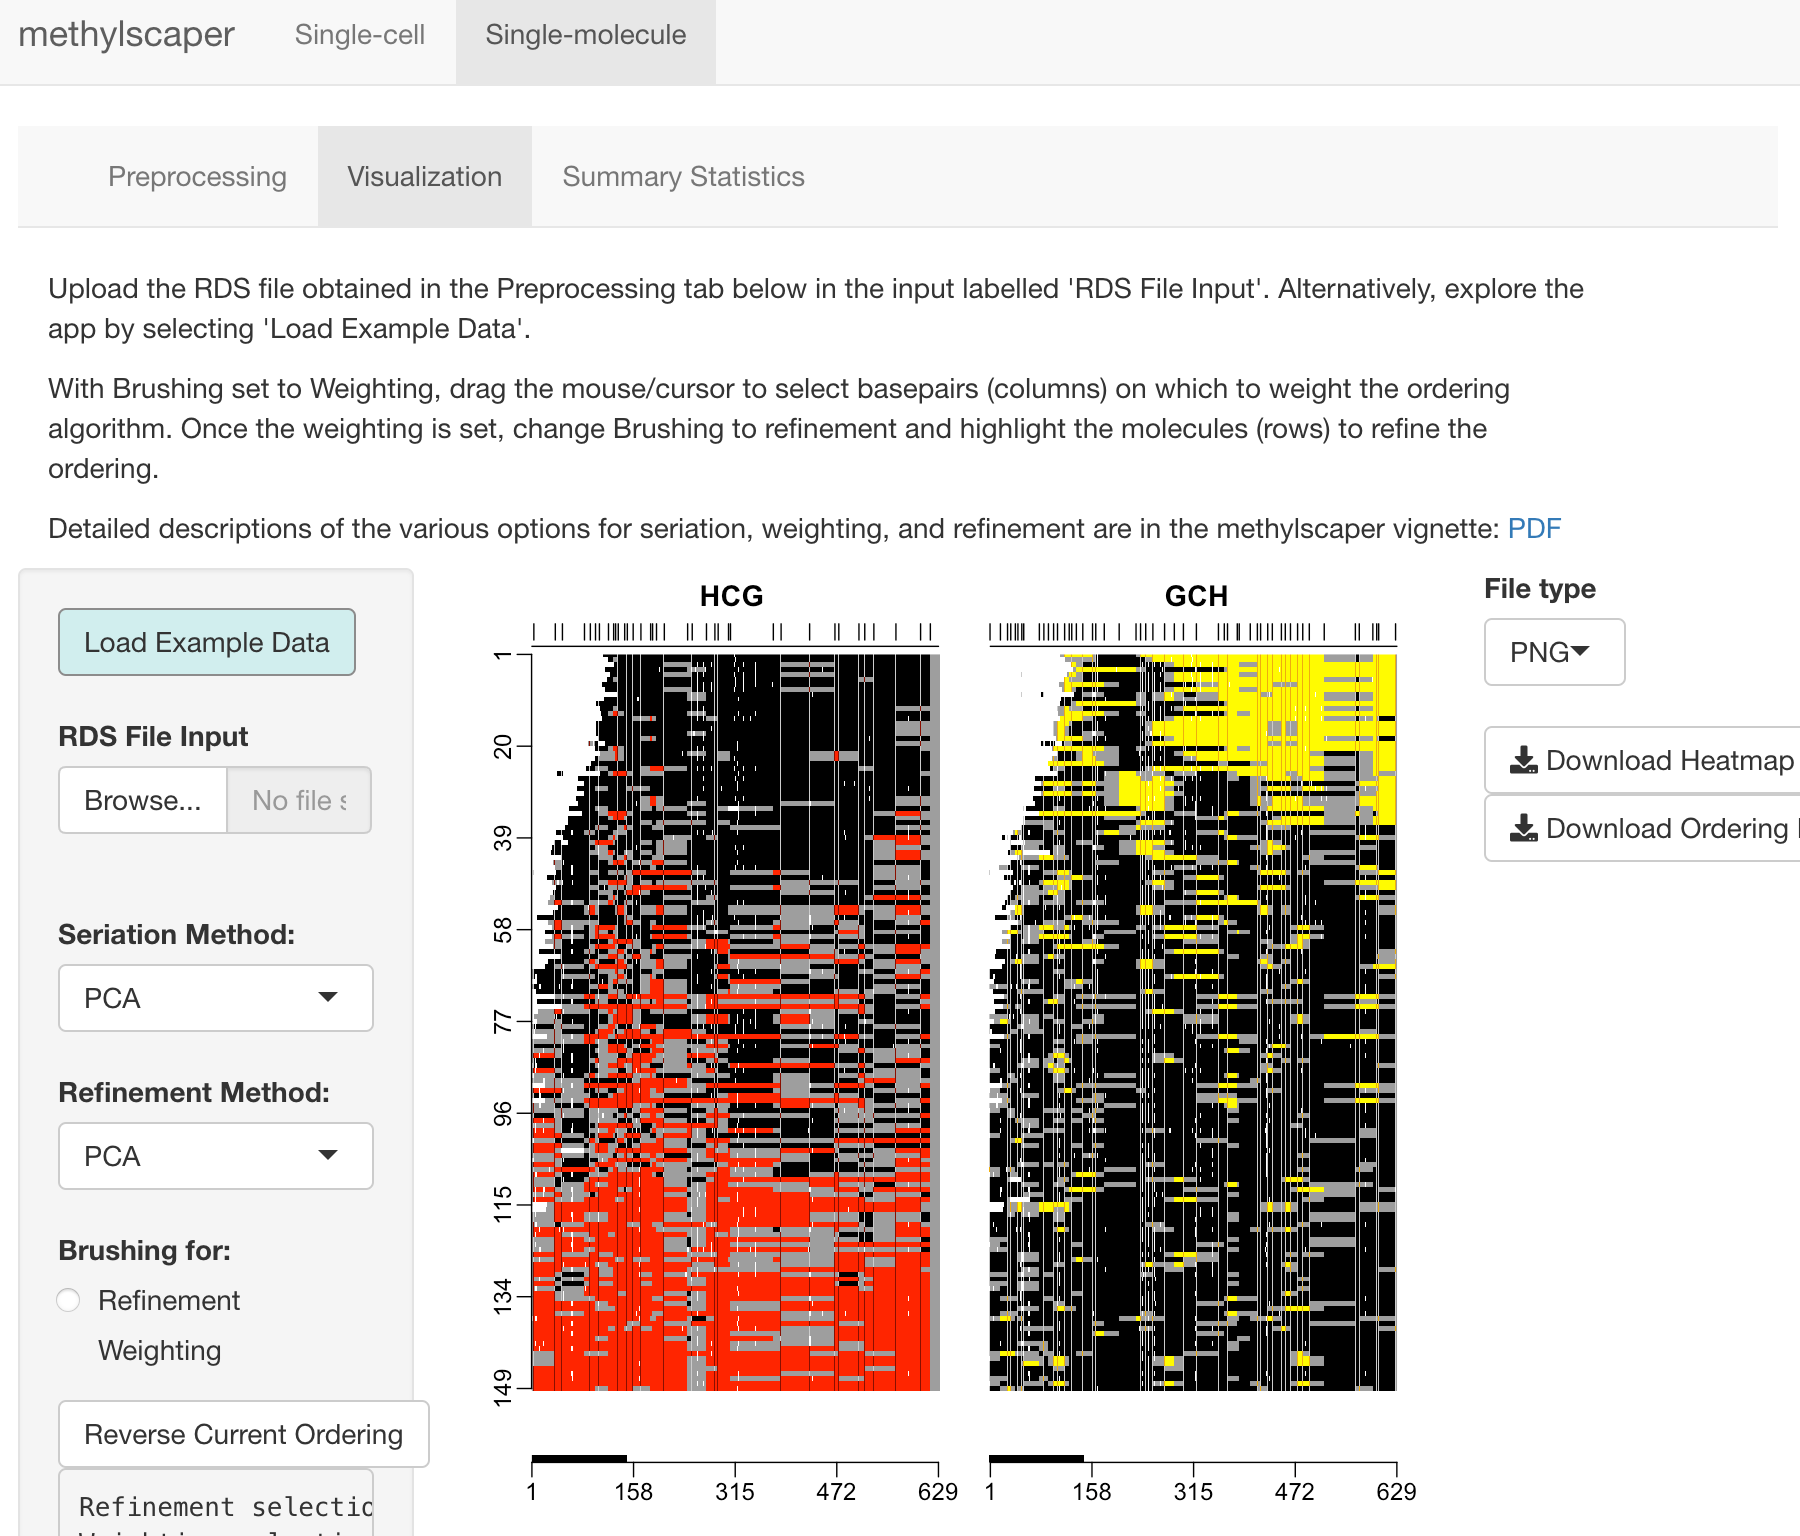 methylscaper Single-cell Single-molecule
Preprocessing Visualization Summary Statistics
Upload the RDS file obtained in the Preprocessing tab below in the input labelled 'RDS File Input'. Alternatively, explore the
app by selecting 'Load Example Data'.
With Brushing set to Weighting, drag the mouse/cursor to select basepairs (columns) on which to weight the ordering
algorithm. Once the weighting is set, change Brushing to refinement and highlight the molecules (rows) to refine the
ordering.
Detailed descriptions of the various options for seriation, weighting, and refinement are in the methylscaper vignette: PDF
Load Example Data
RDS File Input
Browse... No file
Seriation Method:
PCA
Refinement Method:
PCA
Brushing for:
Refinement
Weighting
Reverse Current Ordering
Refinement
HCG
1
20
39
58
77
96
115
134
149
1 158 315 472 629
GCH
1 158 315 472 629
File type
PNG
Download Heatmap
Download Ordering